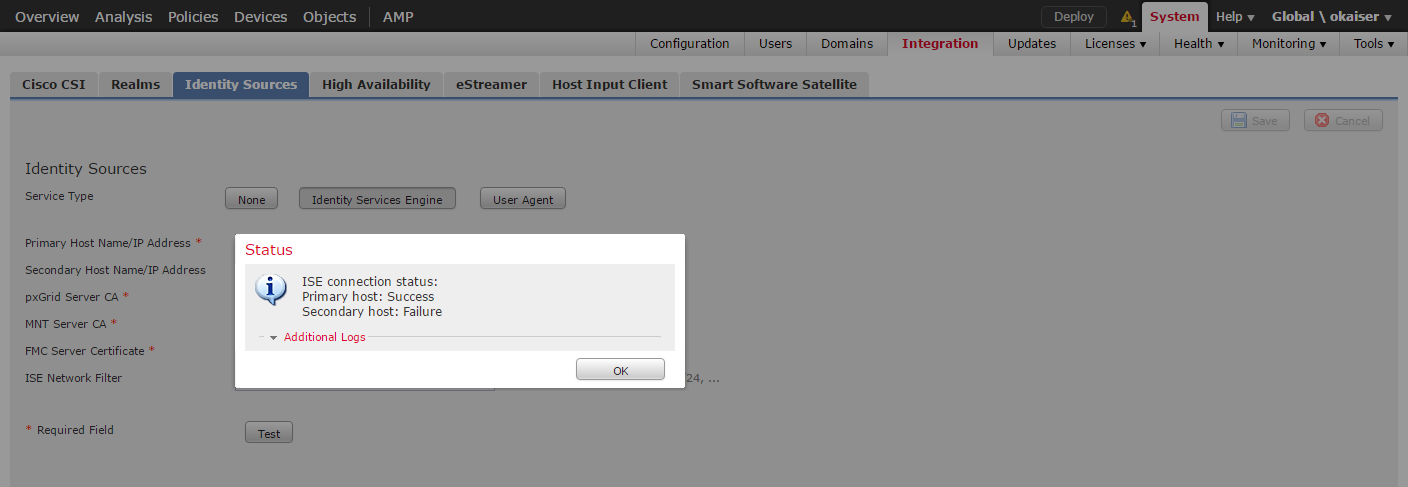 Overview Analysis Policies Devices Objects AMP Deploy 1 System Help Global \ okaiser
Configuration Users Domains Integration Updates Licenses Health Monitoring Tools
Cisco CSI Realms Identity Sources High Availability eStreamer Host Input Client Smart Software Satellite
Save Cancel
Identity Sources
Service Type None Identity Services Engine User Agent
Primary Host Name/IP Address *
Secondary Host Name/IP Address
pxGrid Server CA *
MNT Server CA *
FMC Server Certificate *
ISE Network Filter 24, ...
* Required Field Test
Status
ISE connection status:
Primary host: Success
Secondary host: Failure
Additional Logs
OK